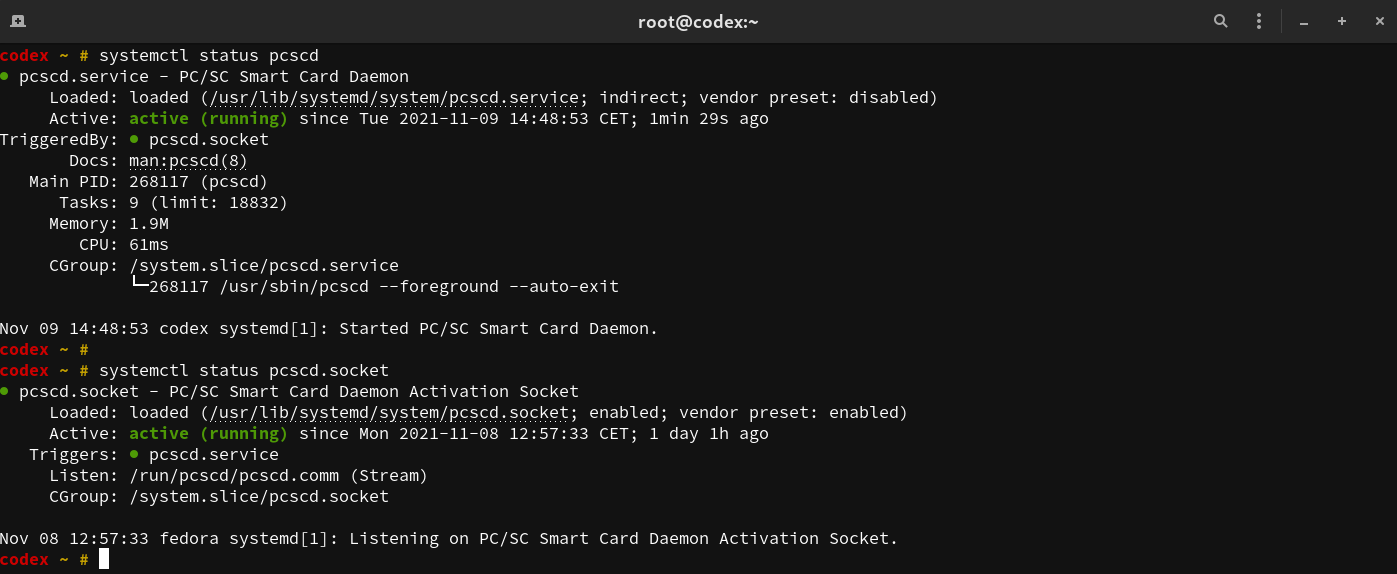 root@codex:~
codex ~ # systemctl status pcscd
● pcscd.service - PC/SC Smart Card Daemon
     Loaded: loaded (/usr/lib/systemd/system/pcscd.service; indirect; vendor preset: disabled)
     Active: active (running) since Tue 2021-11-09 14:48:53 CET; 1min 29s ago
TriggeredBy: ● pcscd.socket
       Docs: man:pcscd(8)
   Main PID: 268117 (pcscd)
      Tasks: 9 (limit: 18832)
     Memory: 1.9M
        CPU: 61ms
     CGroup: /system.slice/pcscd.service
             └─268117 /usr/sbin/pcscd --foreground --auto-exit

Nov 09 14:48:53 codex systemd[1]: Started PC/SC Smart Card Daemon.
codex ~ #
codex ~ # systemctl status pcscd.socket
● pcscd.socket - PC/SC Smart Card Daemon Activation Socket
     Loaded: loaded (/usr/lib/systemd/system/pcscd.socket; enabled; vendor preset: enabled)
     Active: active (running) since Mon 2021-11-08 12:57:33 CET; 1 day 1h ago
   Triggers: ● pcscd.service
     Listen: /run/pcscd/pcscd.comm (Stream)
     CGroup: /system.slice/pcscd.socket

Nov 08 12:57:33 fedora systemd[1]: Listening on PC/SC Smart Card Daemon Activation Socket.
codex ~ #